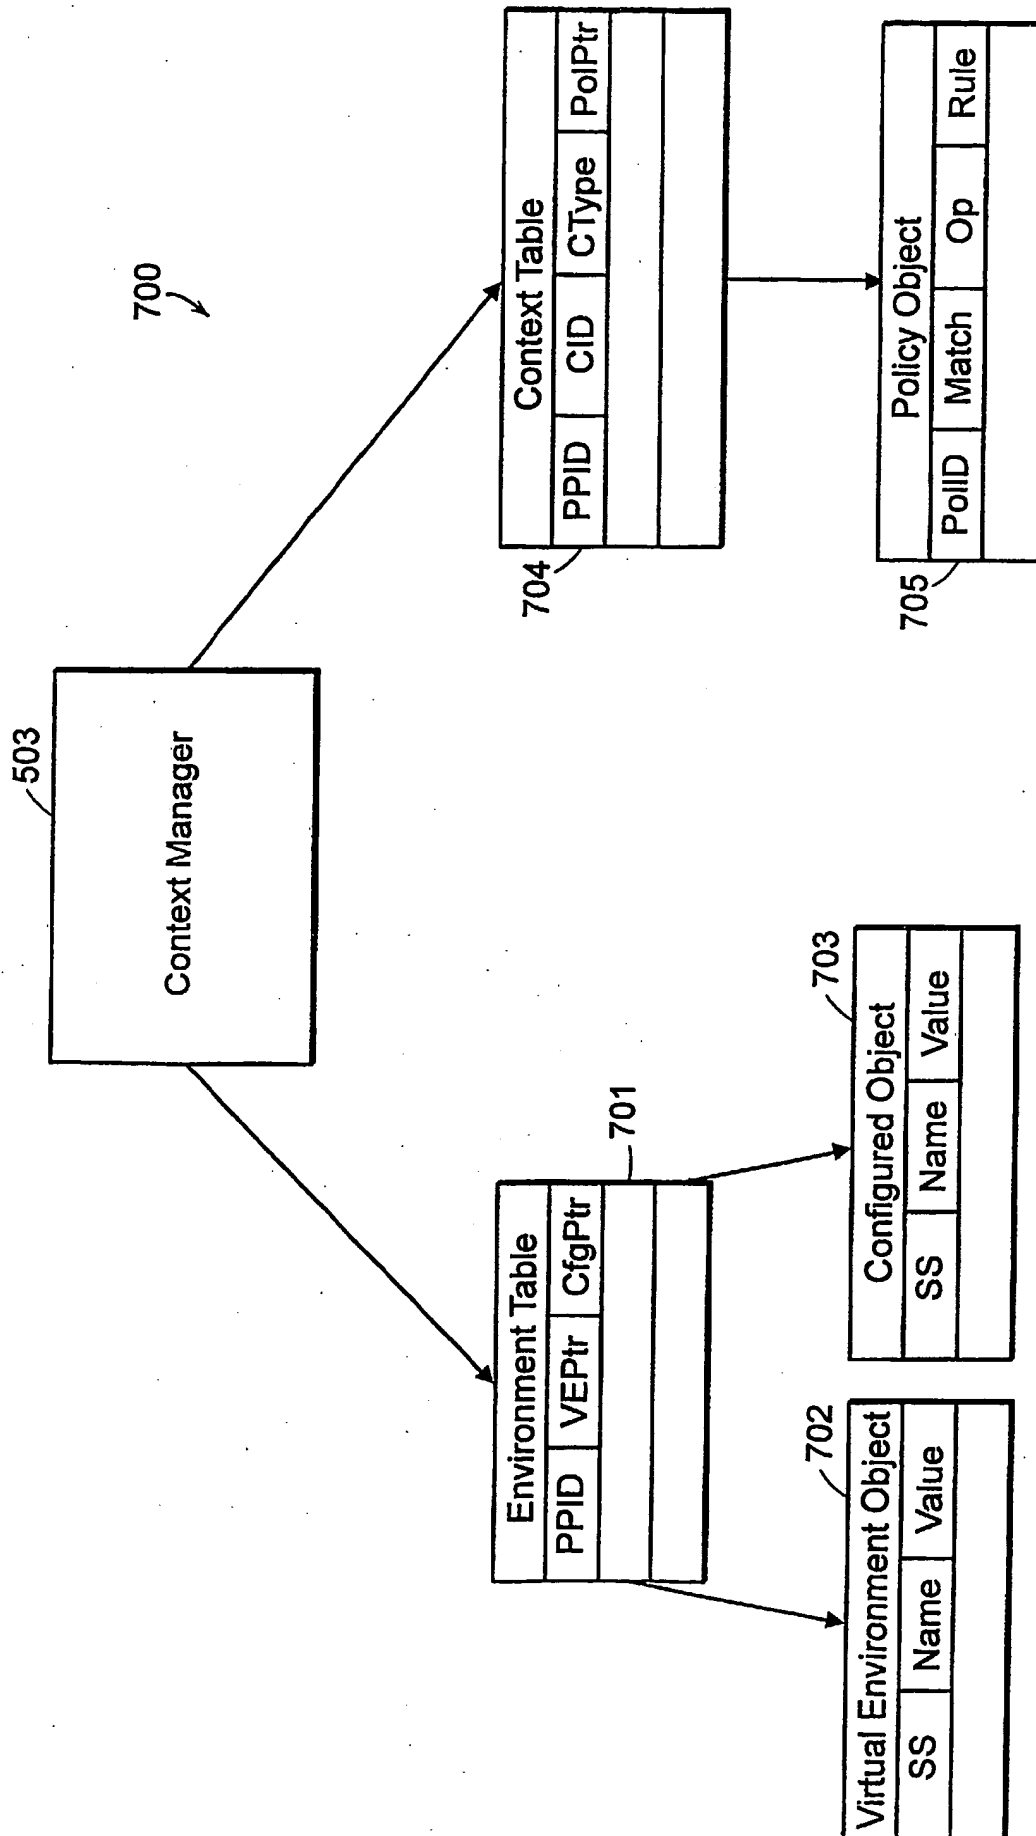 700
503
Context Manager
Environment Table
PPID VEPtr CfgPtr
701
Context Table
PPID CID CType PolPtr
704
Virtual Environment Object
SS Name Value
702
Configured Object
SS Name Value
703
Policy Object
PolID Match Op Rule
705